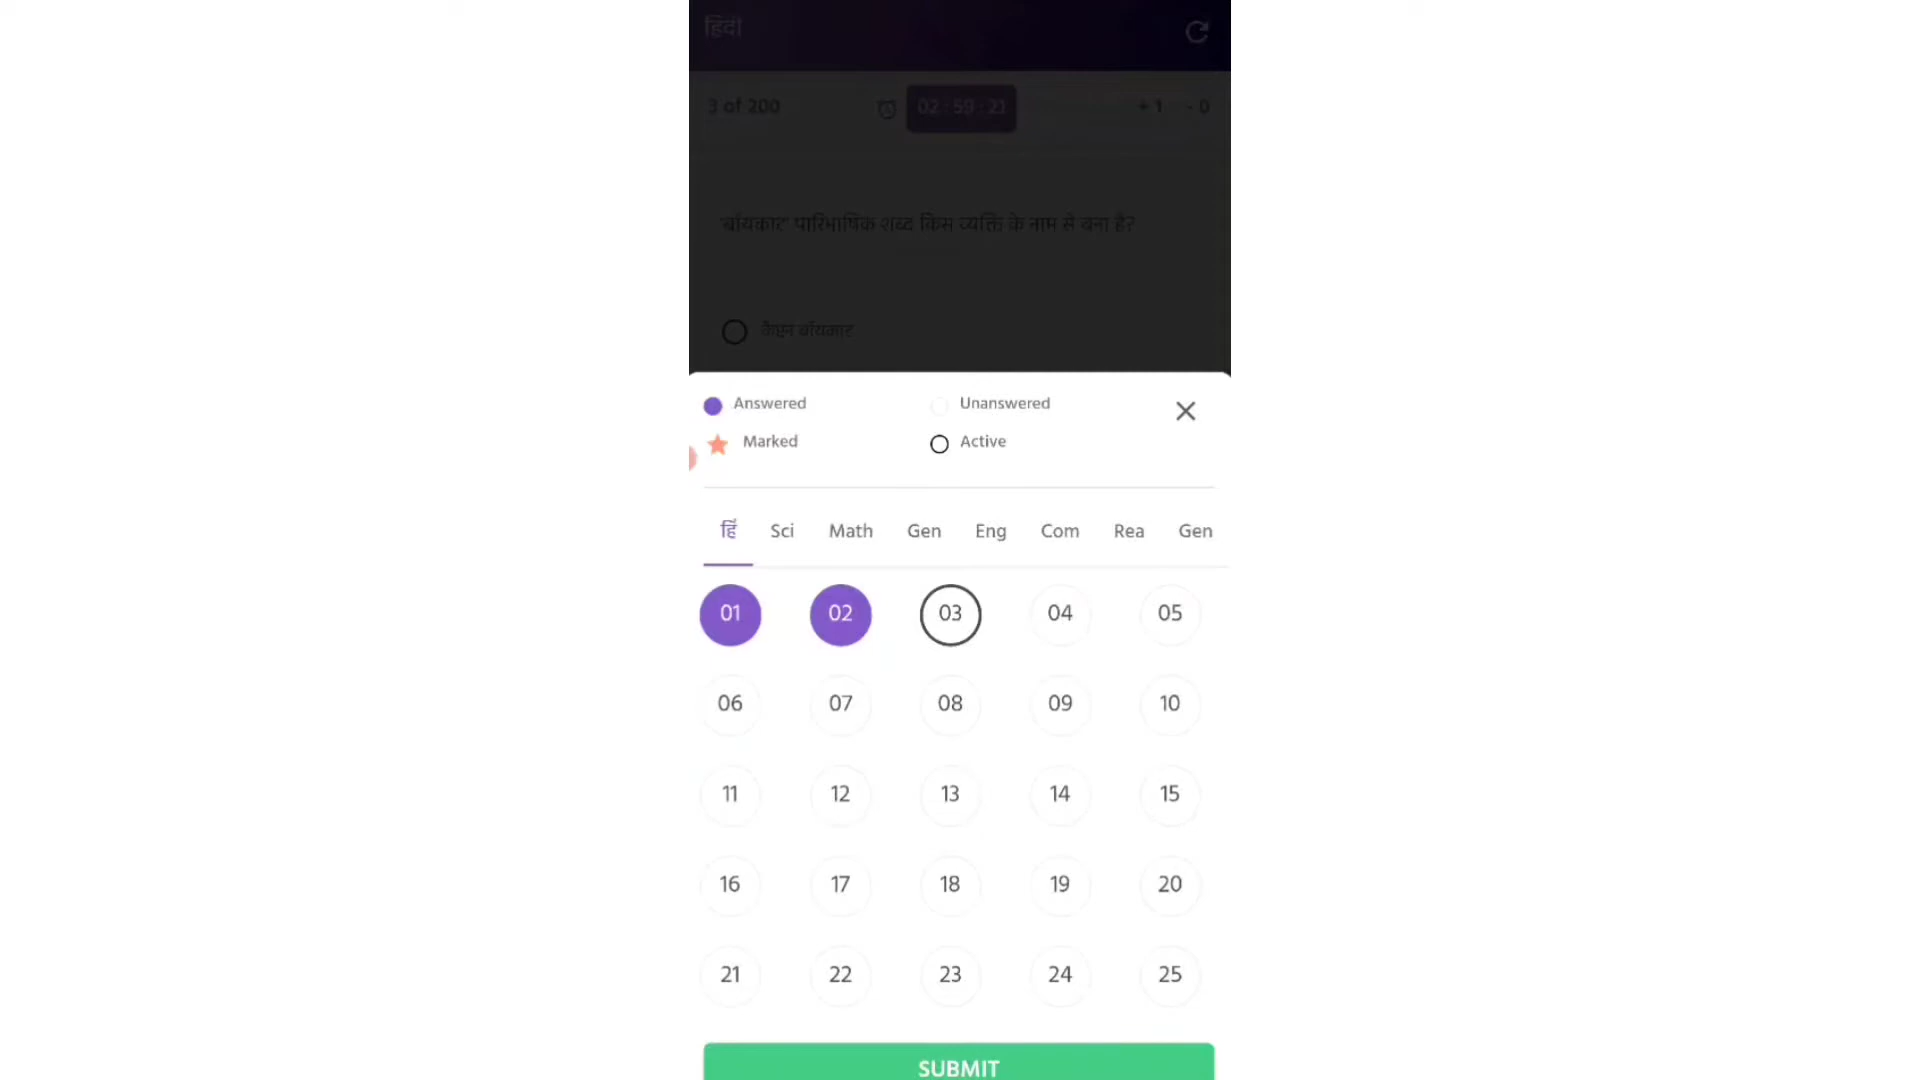 हिंदी
3 of 200 02 : 59 : 21 + 1 - 0
'बॉयकाट' पारिभाषिक शब्द किस व्यक्ति के नाम से बना है?
कैप्टन बॉयकाट
Answered Unanswered
Marked Active
हिं Sci Math Gen Eng Com Rea Gen
01 02 03 04 05
06 07 08 09 10
11 12 13 14 15
16 17 18 19 20
21 22 23 24 25
SUBMIT